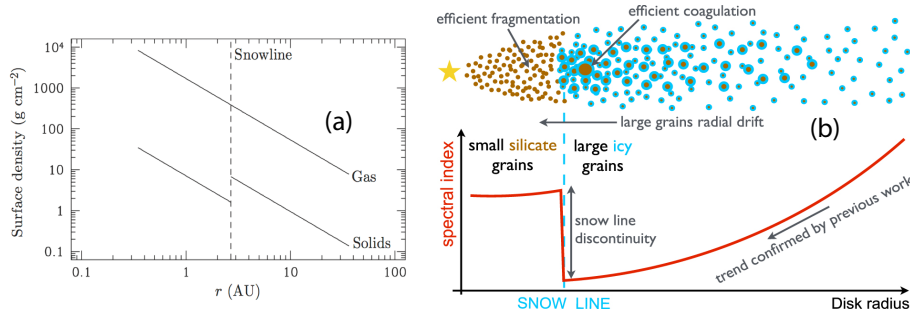 Snowline
(a)
10⁴
1000
100
10
1
0.1
Surface density (g cm⁻²)
Gas
Solids
0.1
1
10
100
r (AU)
efficient fragmentation
efficient coagulation
large grains radial drift
(b)
small silicate
grains
large icy
grains
spectral index
snow line
discontinuity
trend confirmed by previous work
SNOW LINE
Disk radius